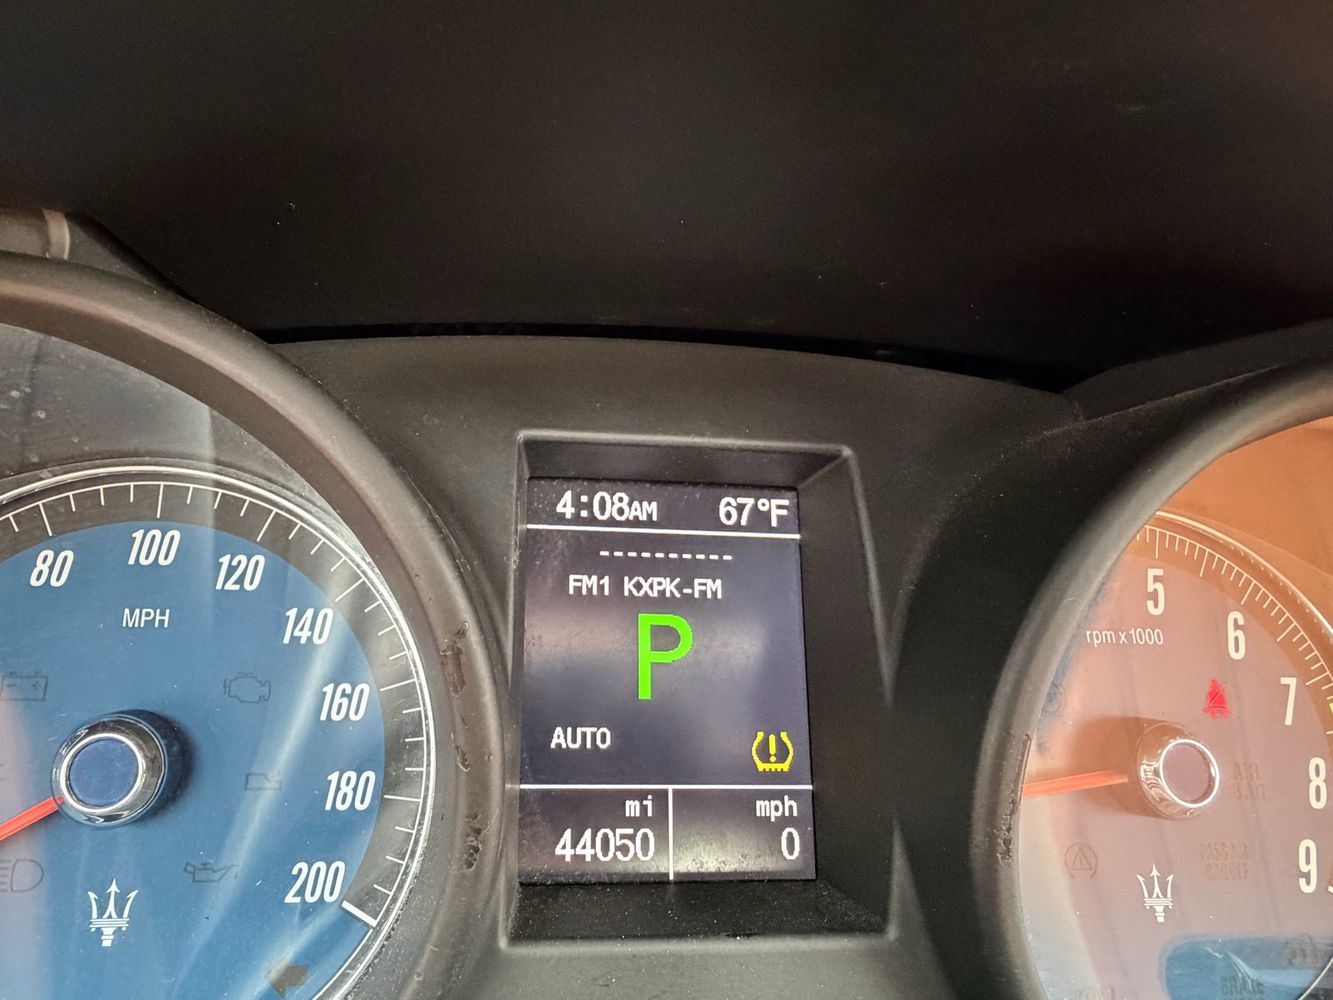 4:08AM 67°F
----------
FM1 KXPK-FM
P
AUTO
mi mph
44050 0
80
100
120
140
160
180
200
MPH
5
6
7
8
9
rpm x 1000